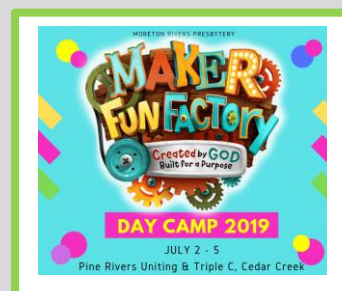 MORETON RIVERS PRESBYTERY
MAKER
FUN FACTORY
Created by GOD
Built for a Purpose
DAY CAMP 2019
JULY 2 - 5
Pine Rivers Uniting & Triple C, Cedar Creek